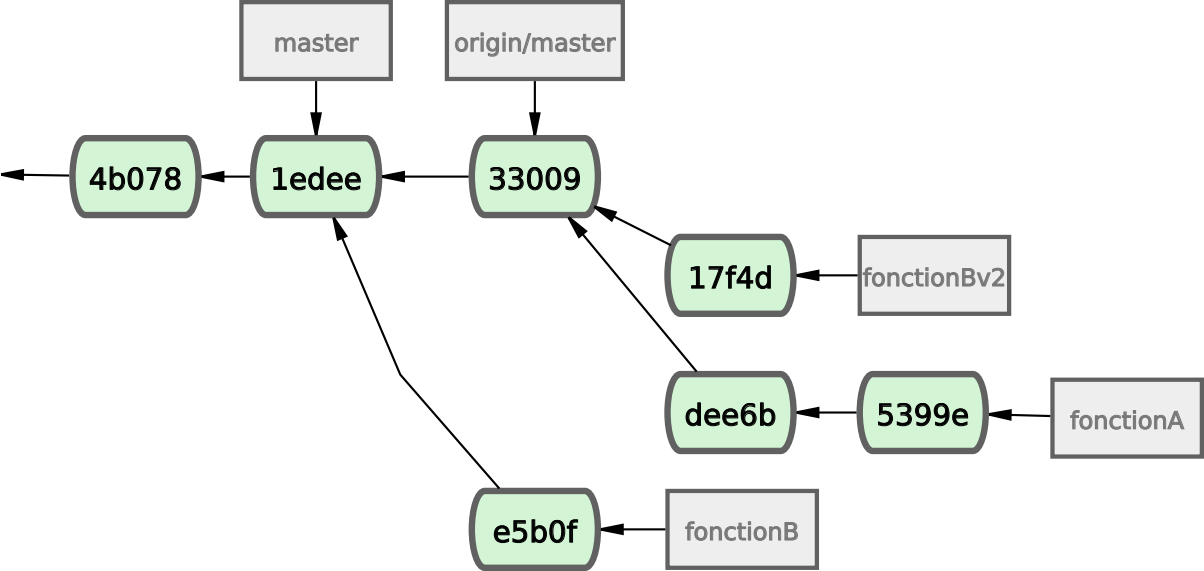 master
origin/master
4b078
1edee
33009
17f4d
fonctionBv2
dee6b
5399e
fonctionA
e5b0f
fonctionB